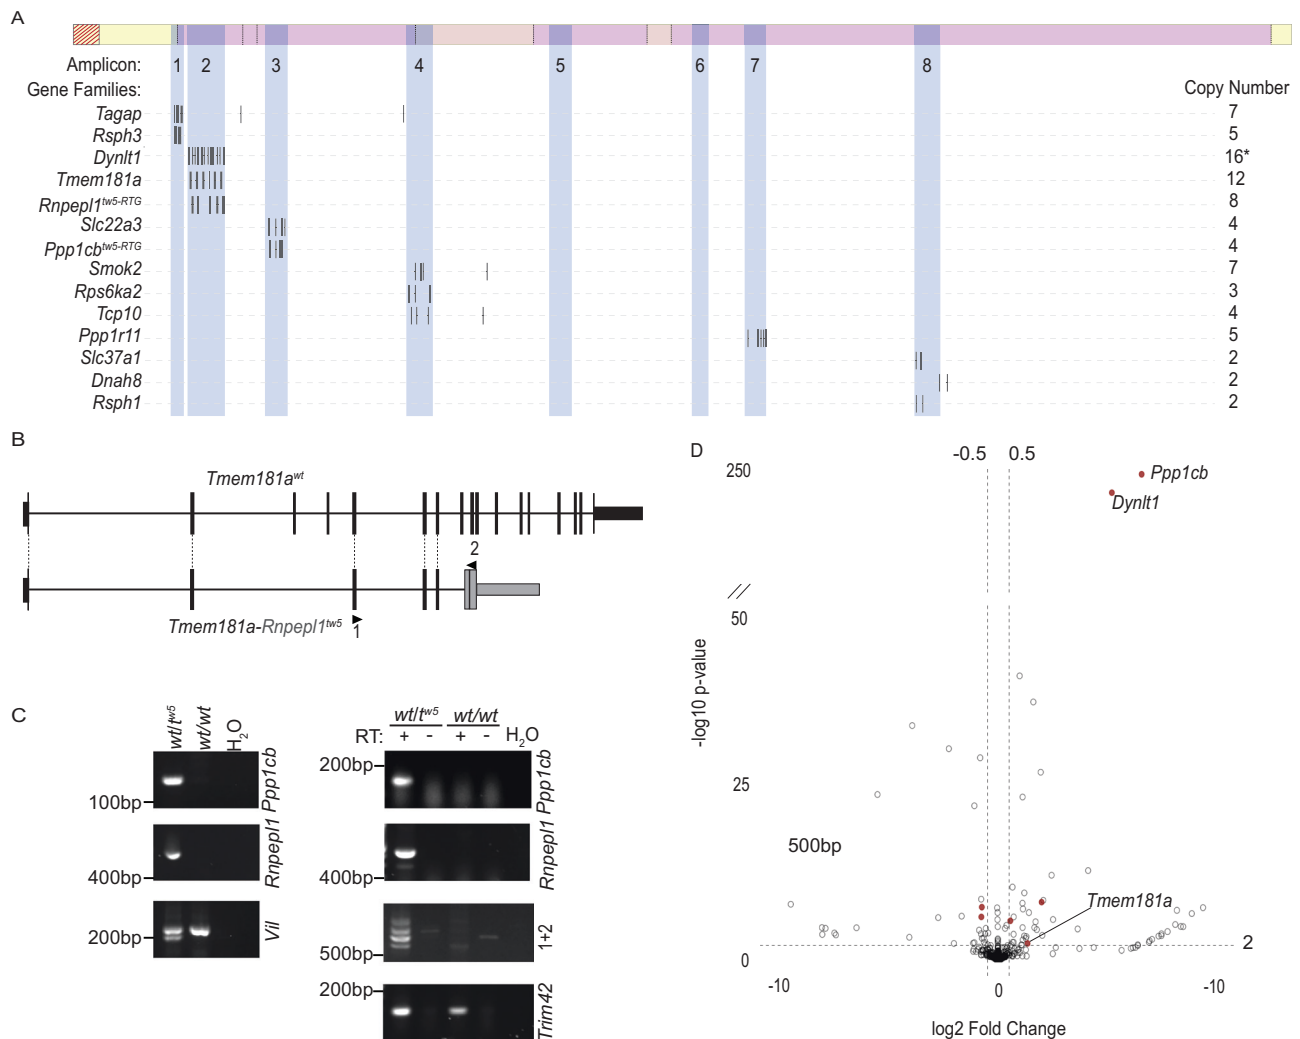 A
Amplicon: 1 2 3 4 5 6 7 8
Gene Families: Copy Number
Tagap 7
Rsph3 5
Dynlt1 16*
Tmem181a 12
Rnpepl1tw5-RTG 8
Slc22a3 4
Ppp1cbtw5-RTG 4
Smok2 7
Rps6ka2 3
Tcp10 4
Ppp1r11 5
Slc37a1 2
Dnah8 2
Rsph1 2
B
Tmem181awt
2
1
Tmem181a-Rnpepl1tw5
C
wt/tw5 wt/wt H2O
100bp
Ppp1cb
400bp
Rnpepl1
200bp
Vil
wt/tw5 wt/wt
RT: + - + - H2O
200bp
Ppp1cb
400bp
Rnpepl1
500bp
1+2
200bp
Trim42
D
-0.5 0.5
250
Ppp1cb
Dynlt1
50
-log10 p-value
25
500bp
Tmem181a
2
0
-10 0 -10
log2 Fold Change